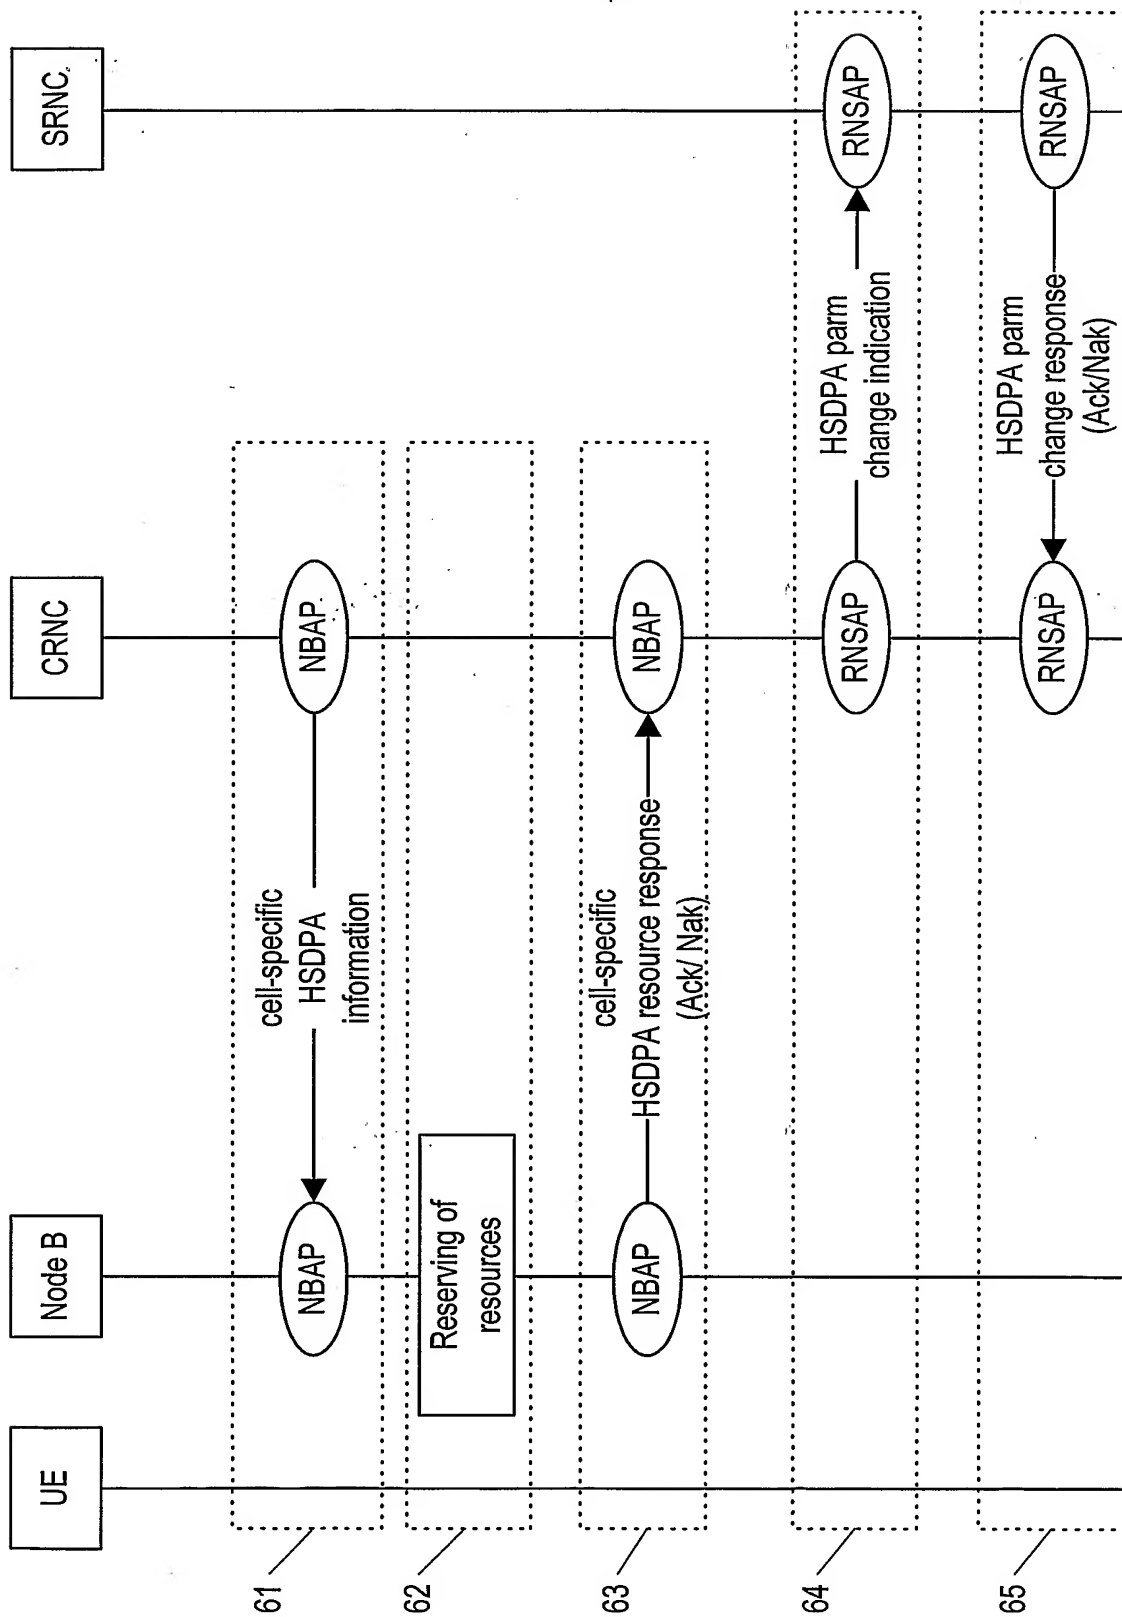 UE
Node B
CRNC
SRNC
61
NBAP
cell-specific
HSDPA
information
NBAP
62
Reserving of
resources
63
NBAP
cell-specific
HSDPA resource response
(Ack/ Nak)
NBAP
64
RNSAP
HSDPA parm
change indication
RNSAP
65
RNSAP
HSDPA parm
change response
(Ack/Nak)
RNSAP